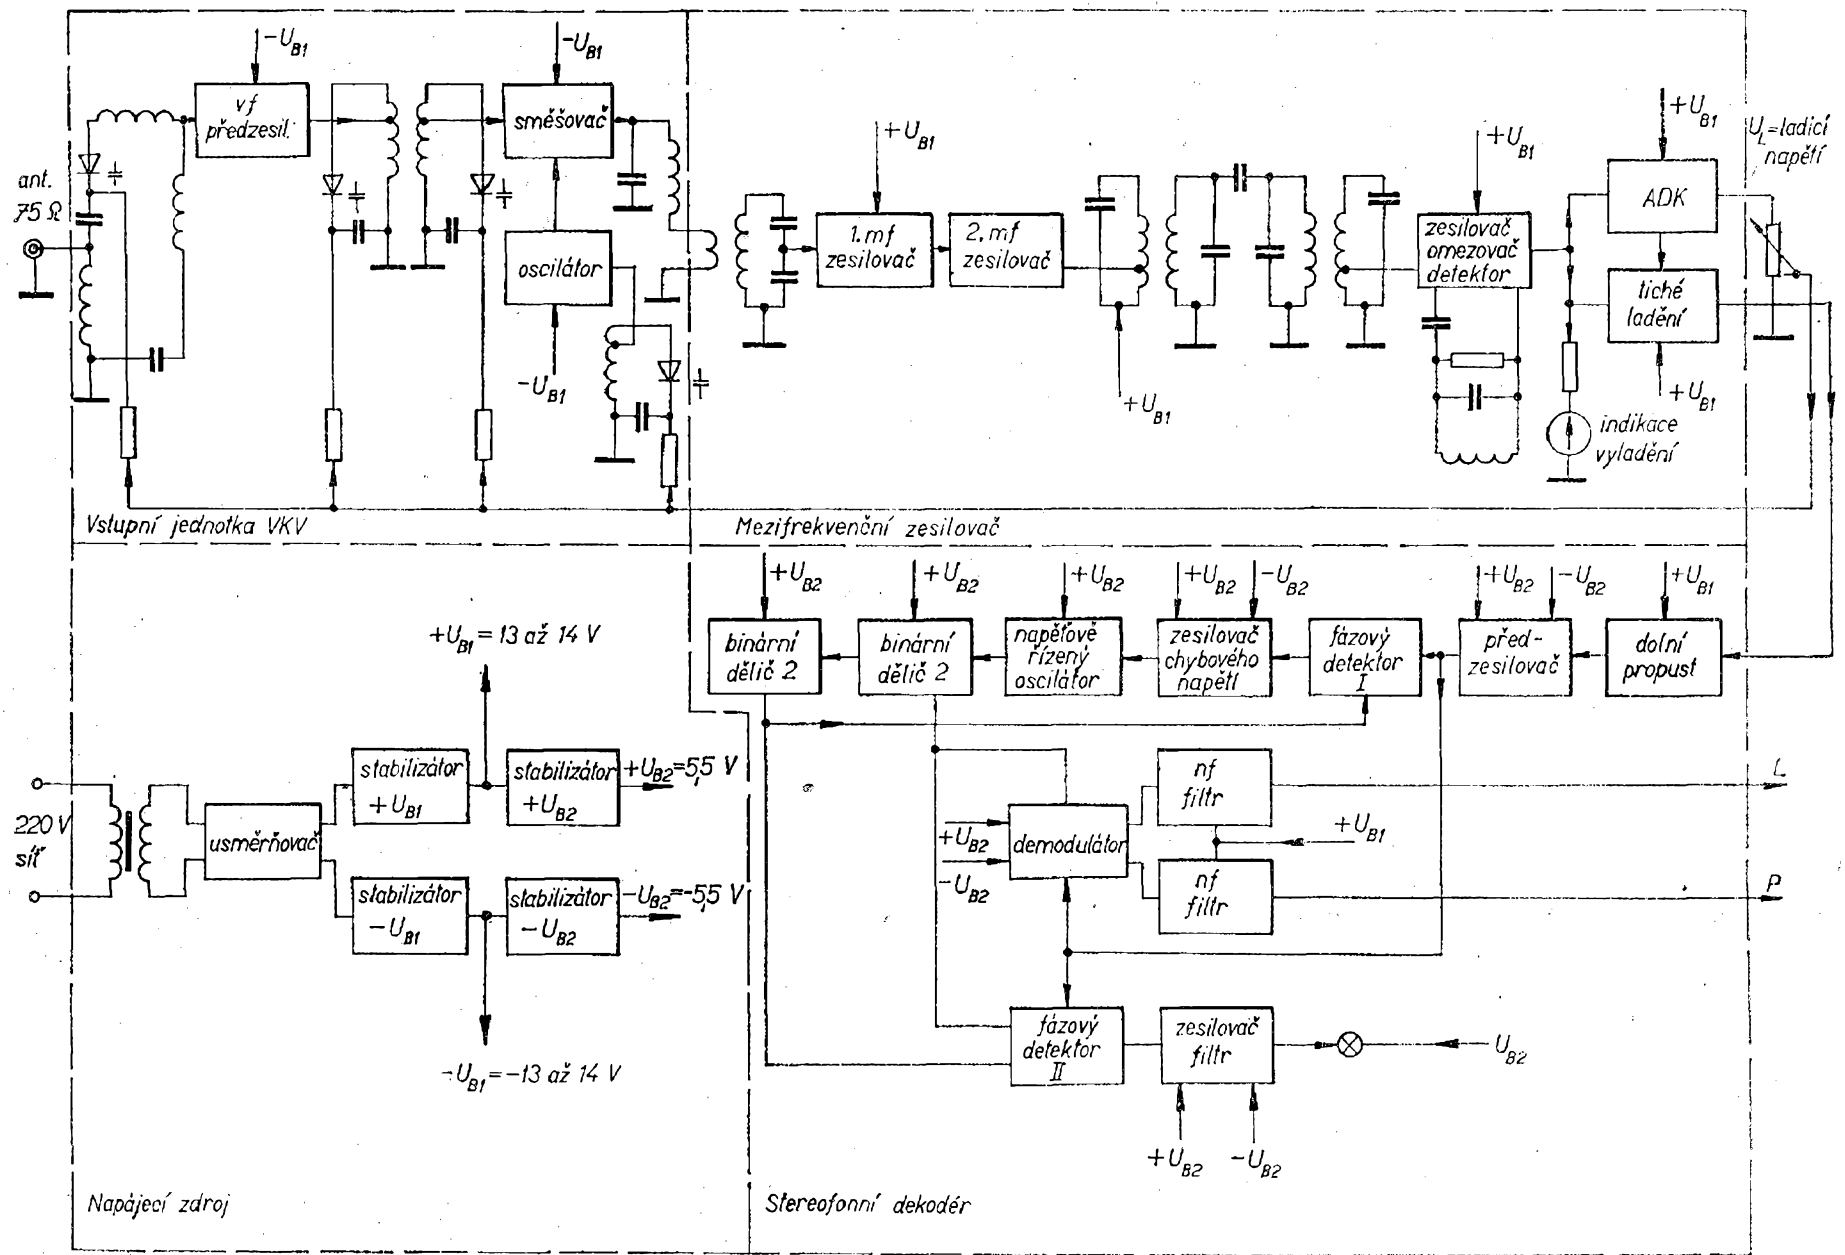 -U_B1
vf
předzesil.
ant.
75 Ω
-U_B1
směšovač
oscilátor
-U_B1
Vstupní jednotka VKV
+U_B1
1. mf
zesilovač
2. mf
zesilovač
+U_B1
+U_B1
zesilovač
omezovač
detektor
+U_B1
ADK
tiché
ladění
+U_B1
U_L=ladicí
napětí
indikace
vyladění
Mezifrekvenční zesilovač
+U_B2
binární
dělič 2
+U_B2
binární
dělič 2
+U_B2
napěťově
řízený
oscilátor
+U_B2
-U_B2
zesilovač
chybového
napětí
fázový
detektor
I
+U_B2
-U_B2
před-
zesilovač
+U_B1
dolní
propust
+U_B2
-U_B2
demodulátor
nf
filtr
L
+U_B1
nf
filtr
P
fázový
detektor
II
zesilovač
filtr
U_B2
+U_B2
-U_B2
Stereofonní dekodér
+U_B1 = 13 až 14 V
220 V
síť
usměrňovač
stabilizátor
+U_B1
stabilizátor
+U_B2
+U_B2=5,5 V
stabilizátor
-U_B1
stabilizátor
-U_B2
-U_B2=-5,5 V
-U_B1=-13 až 14 V
Napájecí zdroj